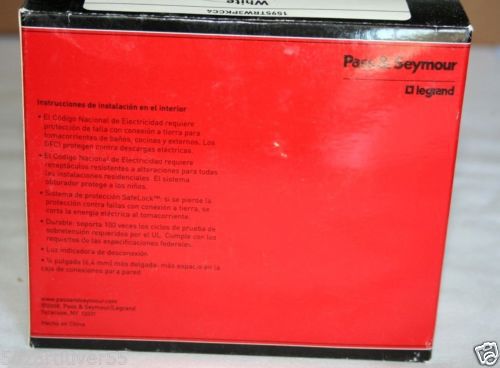 White
1595TRW3PKCC4
Pass & Seymour
legrand
Instrucciones de instalación en el interior
• El Código Nacional de Electricidad requiere
protección de falla con conexión a tierra para
tomacorrientes de baños, cocinas y externos. Los
GFCI protegen contra descargas eléctricas.
• El Código Nacional de Electricidad requiere
receptáculos resistentes a alteraciones para todas
las instalaciones residenciales. El sistema
obturador protege a los niños.
• Sistema de protección SafeLock™: si se pierde la
protección contra fallas con conexión a tierra, se
corta la energía eléctrica al tomacorriente.
• Durable: soporta 100 veces los ciclos de prueba de
sobretensión requeridos por el UL. Cumple con los
requisitos de las especificaciones federales.
• Luz indicadora de desconexión
• ¼ pulgada (6,4 mm) más delgada: más espacio en la
caja de conexiones para pared
www.passandseymour.com
©2008, Pass & Seymour/Legrand
Syracuse, NY 13221
Hecho en China